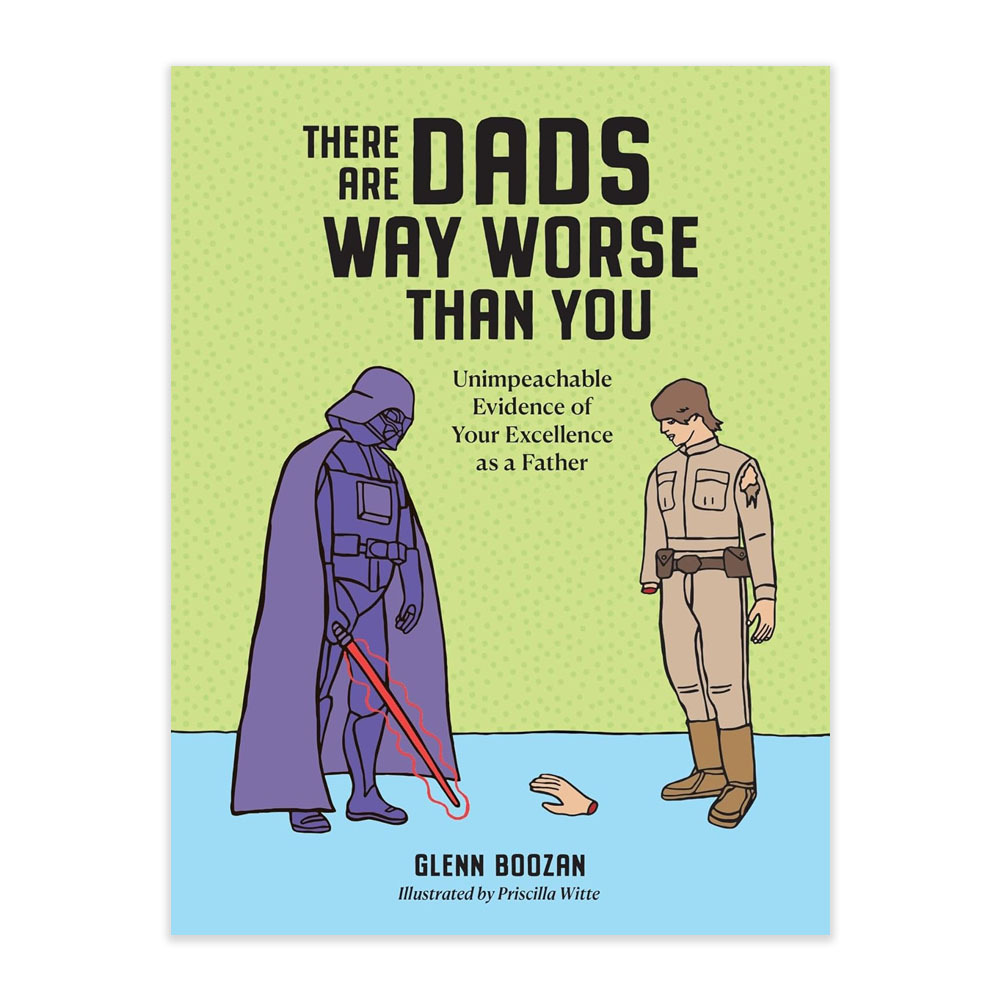 THERE ARE DADS
WAY WORSE
THAN YOU
Unimpeachable
Evidence of
Your Excellence
as a Father
GLENN BOOZAN
Illustrated by Priscilla Witte